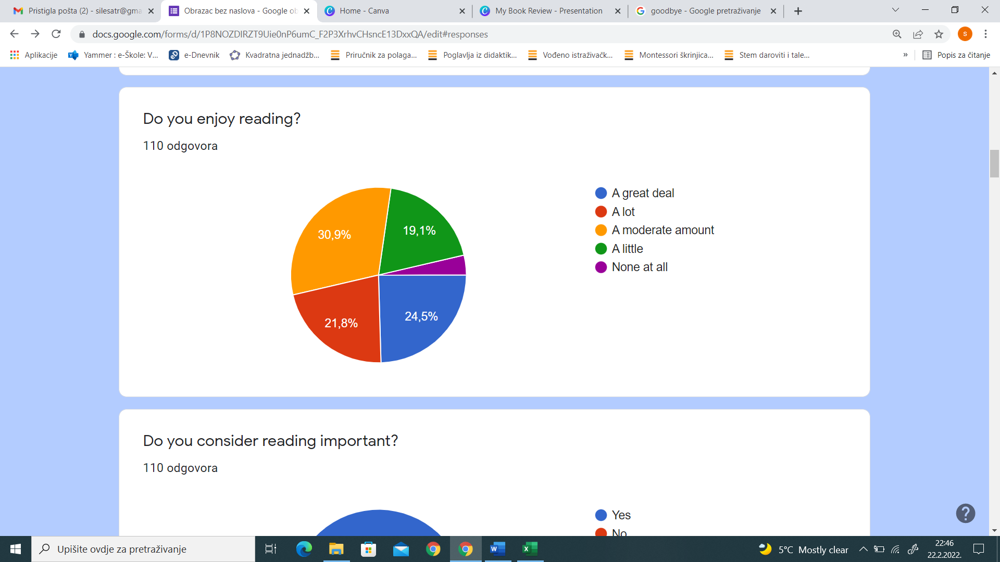 Pristigla pošta (2) - silesatr@gma
Obrazac bez naslova - Google ob
Home - Canva
My Book Review - Presentation
goodbye - Google pretraživanje
docs.google.com/forms/d/1P8NOZDIRZT9Uie0nP6umC_F2P3XrhvCHsncE13DxxQA/edit#responses
S
Aplikacije
Yammer : e-Škole: V...
e-Dnevnik
Kvadratna jednadžb...
Priručnik za polaga...
Poglavlja iz didaktik...
Vođeno istraživačk...
Montessori škrinjica...
Stem daroviti i tale...
»
Popis za čitanje
Do you enjoy reading?
110 odgovora
30,9%
19,1%
21,8%
24,5%
A great deal
A lot
A moderate amount
A little
None at all
Do you consider reading important?
110 odgovora
Yes
No
Upišite ovdje za pretraživanje
5°C Mostly clear
22:46
22.2.2022.